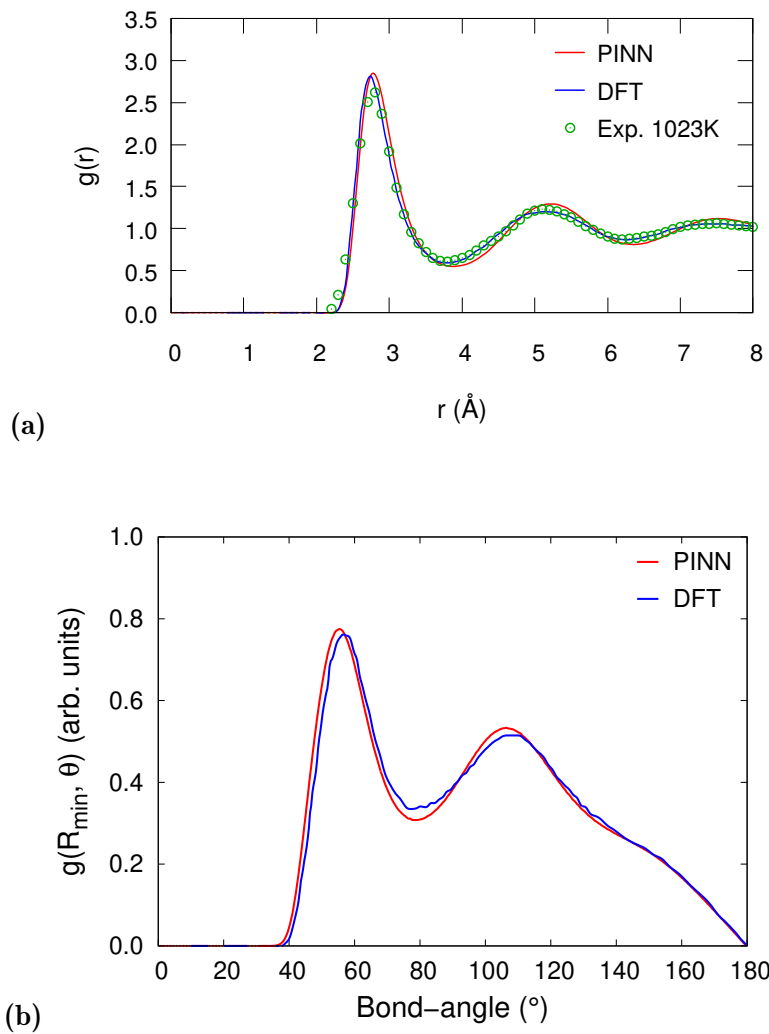 3.5
3.0
2.5
2.0
1.5
1.0
0.5
0.0
g(r)
PINN
DFT
Exp. 1023K
0 1 2 3 4 5 6 7 8
r (Å)
(a)
1.0
0.8
0.6
0.4
0.2
0.0
g(R_min, θ) (arb. units)
PINN
DFT
0 20 40 60 80 100 120 140 160 180
Bond−angle (°)
(b)